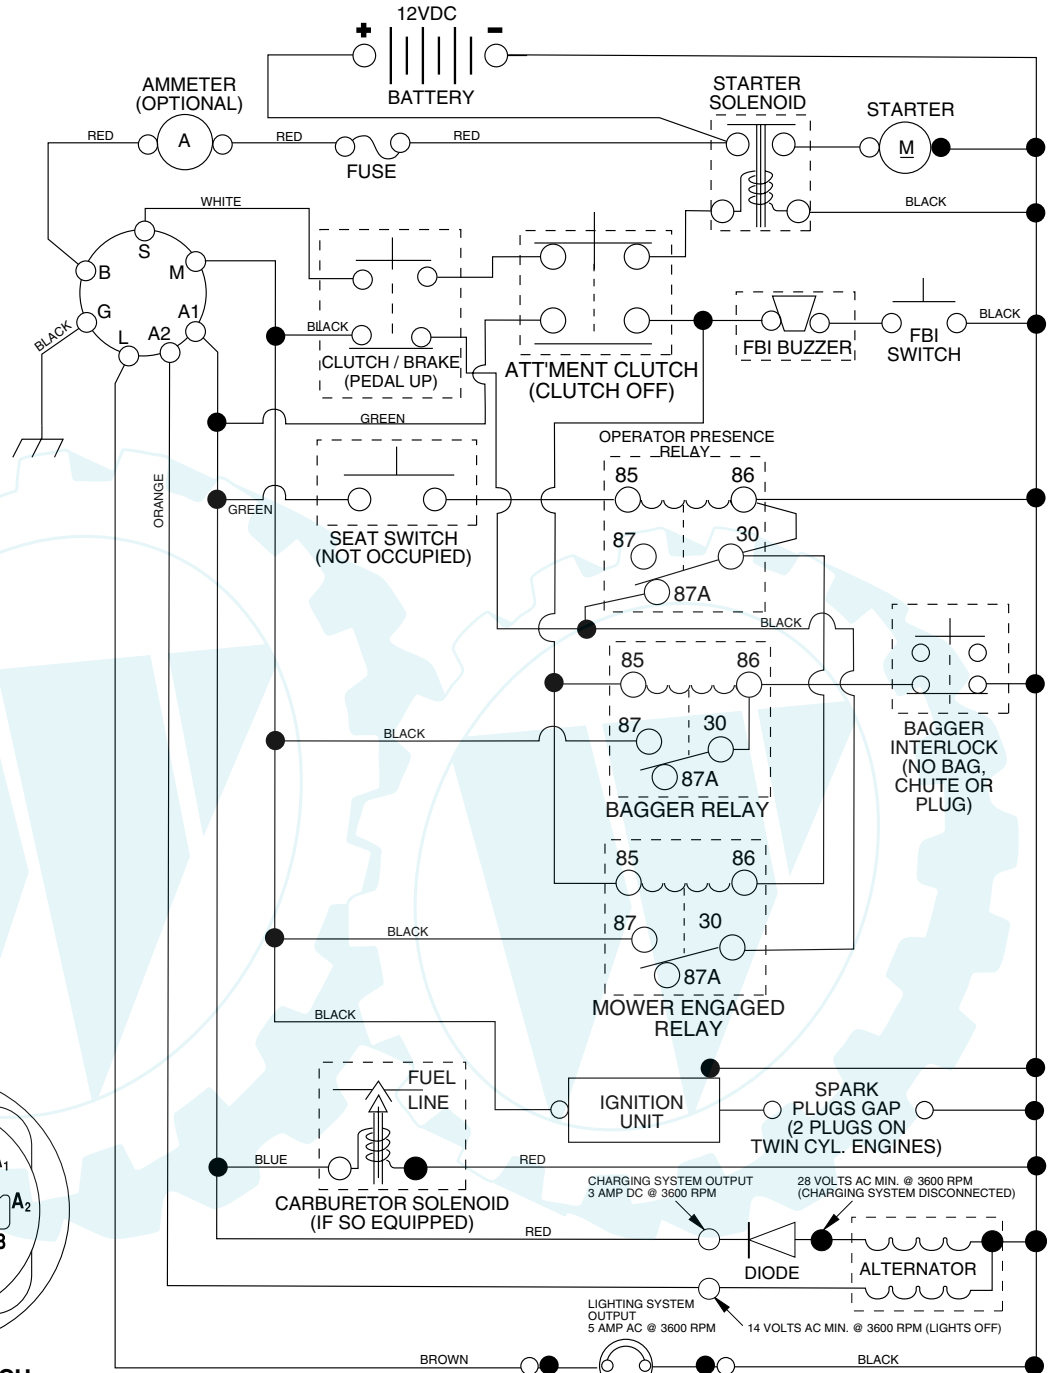 12VDC
+
-
BATTERY
AMMETER
(OPTIONAL)
STARTER
SOLENOID
STARTER
RED
A
RED
FUSE
RED
M
WHITE
BLACK
S
B
M
G
A1
L
A2
BLACK
BLACK
CLUTCH / BRAKE
(PEDAL UP)
ATT'MENT CLUTCH
(CLUTCH OFF)
FBI BUZZER
FBI
SWITCH
BLACK
GREEN
OPERATOR PRESENCE
RELAY
ORANGE
GREEN
SEAT SWITCH
(NOT OCCUPIED)
85
86
87
30
87A
BLACK
85
86
BLACK
87
30
87A
BAGGER RELAY
BAGGER
INTERLOCK
(NO BAG,
CHUTE OR
PLUG)
85
86
BLACK
87
30
87A
MOWER ENGAGED
RELAY
BLACK
FUEL
LINE
IGNITION
UNIT
SPARK
PLUGS GAP
(2 PLUGS ON
TWIN CYL. ENGINES)
BLUE
RED
CARBURETOR SOLENOID
(IF SO EQUIPPED)
CHARGING SYSTEM OUTPUT
3 AMP DC @ 3600 RPM
28 VOLTS AC MIN. @ 3600 RPM
(CHARGING SYSTEM DISCONNECTED)
RED
DIODE
ALTERNATOR
A2
LIGHTING SYSTEM
OUTPUT
5 AMP AC @ 3600 RPM
14 VOLTS AC MIN. @ 3600 RPM (LIGHTS OFF)
BROWN
BLACK